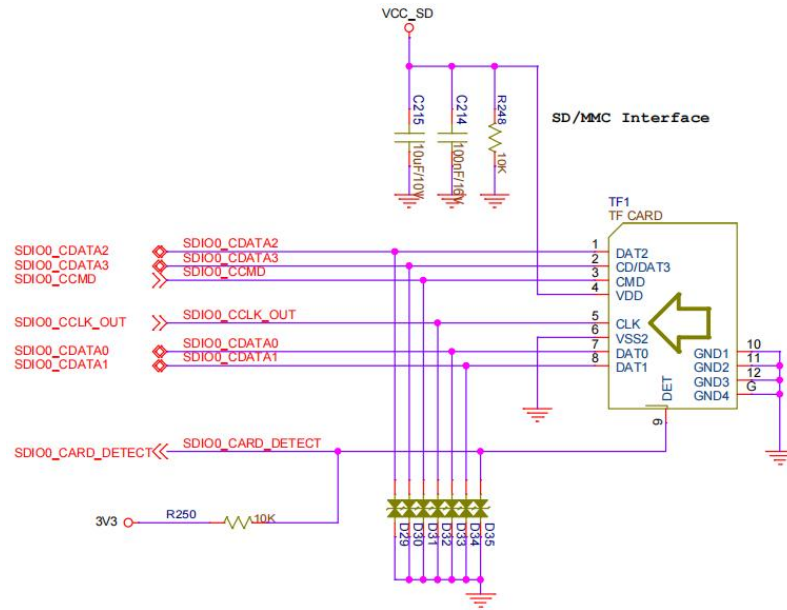 VCC_SD
C215
10uF/10V
C214
100nF/16V
R248
10K
SD/MMC Interface
TF1
TF CARD
SDIO0_CDATA2
SDIO0_CDATA2
1
DAT2
SDIO0_CDATA3
SDIO0_CDATA3
2
CD/DAT3
SDIO0_CCMD
SDIO0_CCMD
3
CMD
4
VDD
SDIO0_CCLK_OUT
SDIO0_CCLK_OUT
5
CLK
6
VSS2
SDIO0_CDATA0
SDIO0_CDATA0
7
DAT0
GND1
10
SDIO0_CDATA1
SDIO0_CDATA1
8
DAT1
GND2
11
GND3
12
GND4
G
DET
9
SDIO0_CARD_DETECT
SDIO0_CARD_DETECT
3V3
R250
10K
D29
D30
D31
D32
D33
D34
D35